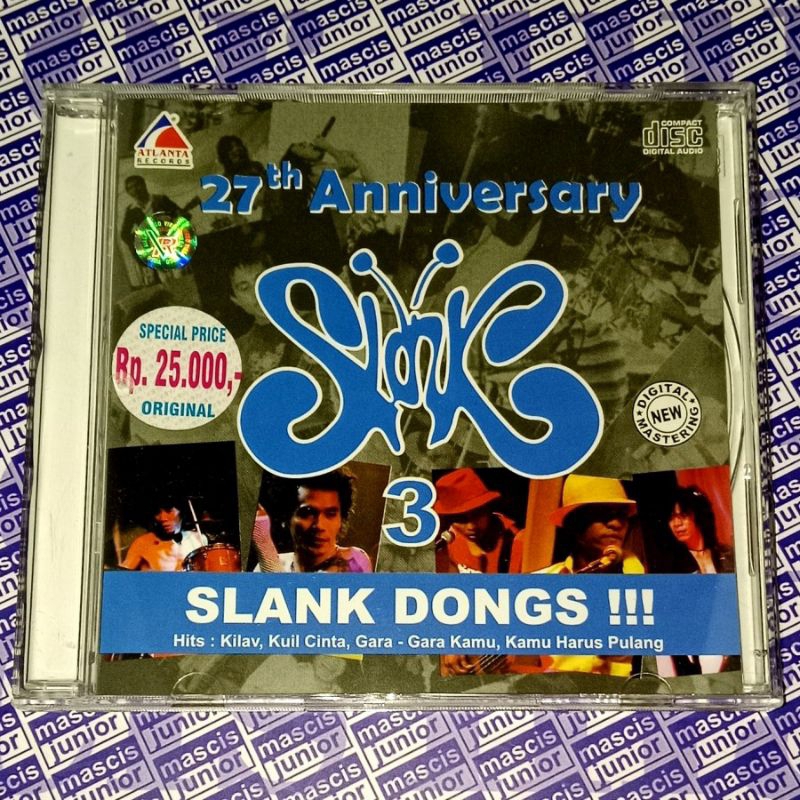 ATLANTA
RECORDS
COMPACT
disc
DIGITAL AUDIO
27th Anniversary
Slank
SPECIAL PRICE
Rp. 25.000,-
ORIGINAL
DIGITAL
NEW
MASTERING
3
SLANK DONGS !!!
Hits : Kilav, Kuil Cinta, Gara - Gara Kamu, Kamu Harus Pulang
mascis
junior